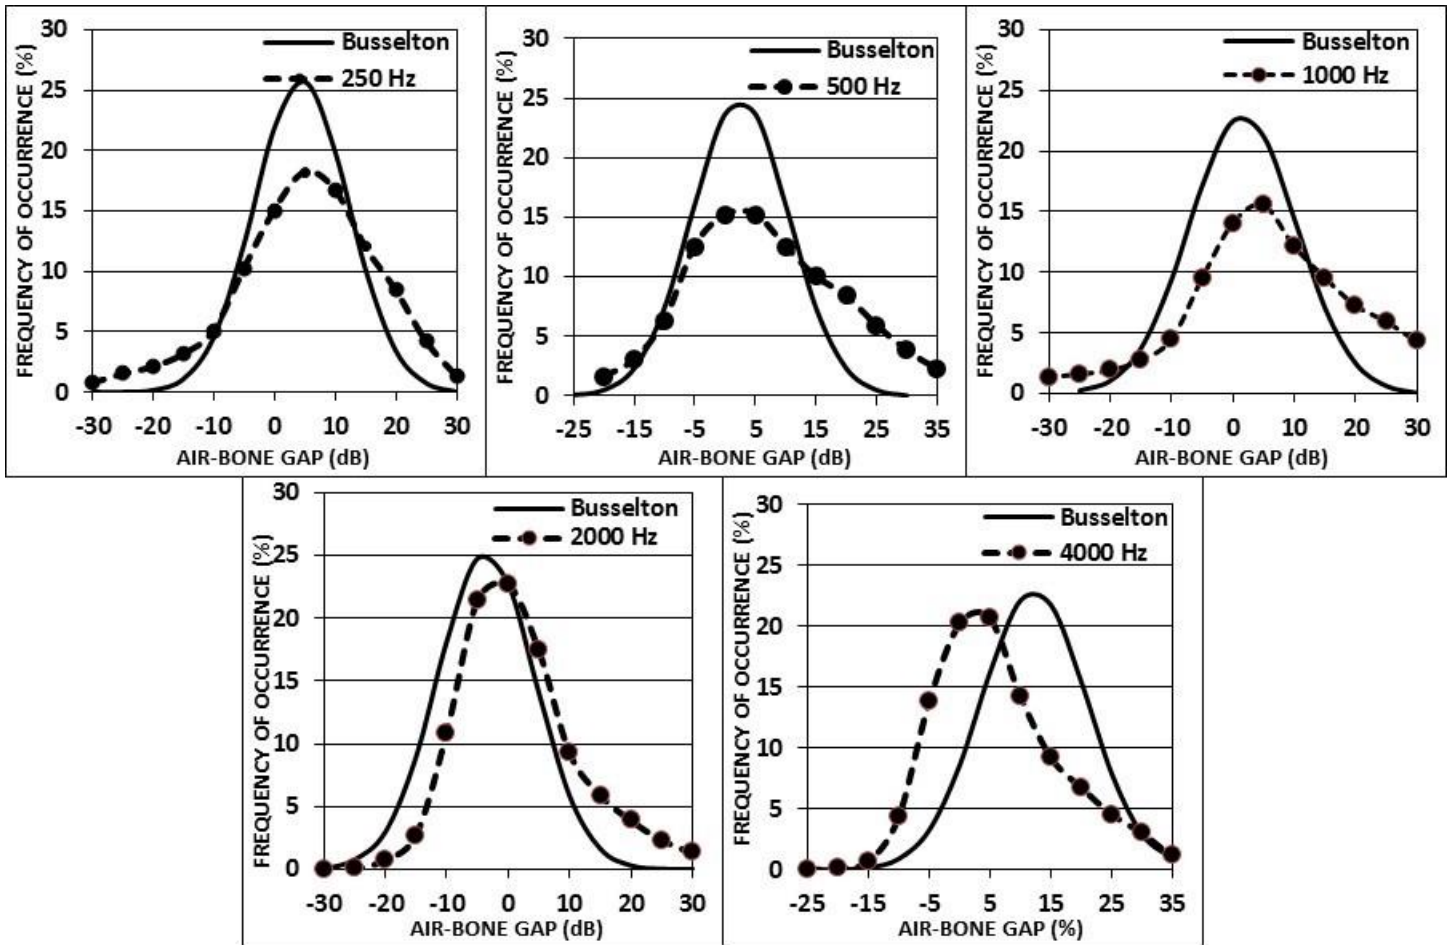 FREQUENCY OF OCCURRENCE (%)
30
25
20
15
10
5
0
Busselton
250 Hz
-30 -20 -10 0 10 20 30
AIR-BONE GAP (dB)
FREQUENCY OF OCCURRENCE (%)
30
25
20
15
10
5
0
Busselton
500 Hz
-25 -15 -5 5 15 25 35
AIR-BONE GAP (dB)
FREQUENCY OF OCCURRENCE (%)
30
25
20
15
10
5
0
Busselton
1000 Hz
-30 -20 -10 0 10 20 30
AIR-BONE GAP (dB)
FREQUENCY OF OCCURRENCE (%)
30
25
20
15
10
5
0
Busselton
2000 Hz
-30 -20 -10 0 10 20 30
AIR-BONE GAP (dB)
FREQUENCY OF OCCURRENCE (%)
30
25
20
15
10
5
0
Busselton
4000 Hz
-25 -15 -5 5 15 25 35
AIR-BONE GAP (%)